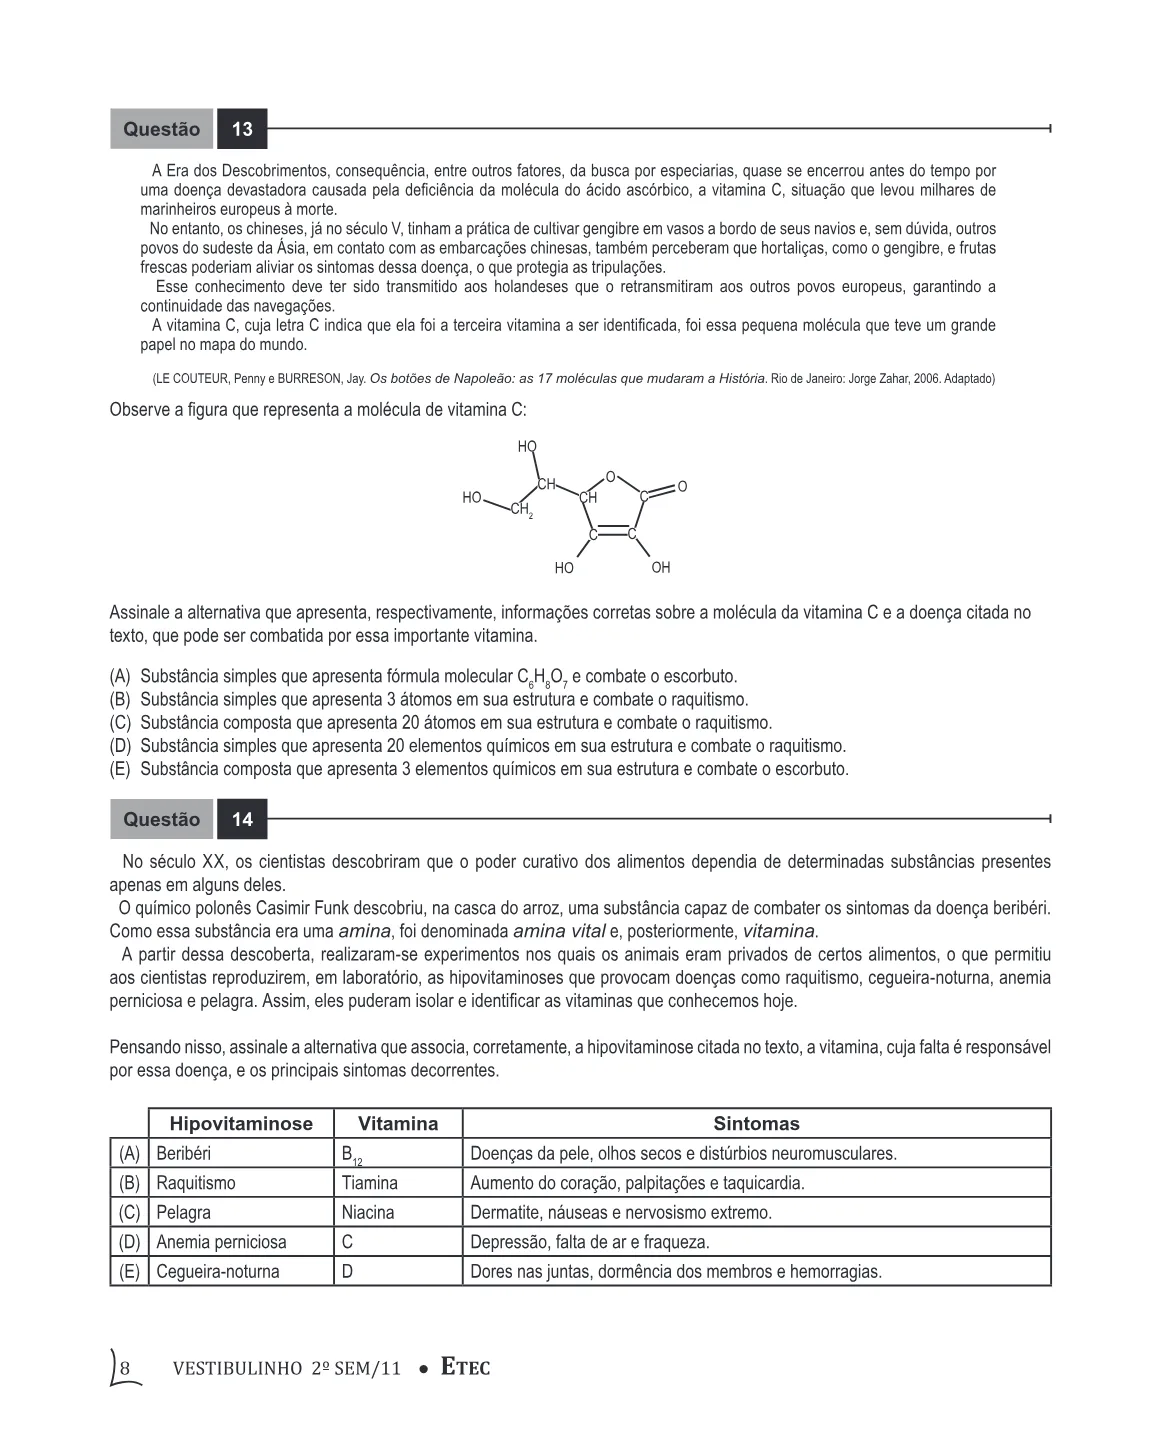 Questão 13
A Era dos Descobrimentos, consequência, entre outros fatores, da busca por especiarias, quase se encerrou antes do tempo por
uma doença devastadora causada pela deficiência da molécula do ácido ascórbico, a vitamina C, situação que levou milhares de
marinheiros europeus à morte.
No entanto, os chineses, já no século V, tinham a prática de cultivar gengibre em vasos a bordo de seus navios e, sem dúvida, outros
povos do sudeste da Ásia, em contato com as embarcações chinesas, também perceberam que hortaliças, como o gengibre, e frutas
frescas poderiam aliviar os sintomas dessa doença, o que protegia as tripulações.
Esse conhecimento deve ter sido transmitido aos holandeses que o retransmitiram aos outros povos europeus, garantindo a
continuidade das navegações.
A vitamina C, cuja letra C indica que ela foi a terceira vitamina a ser identificada, foi essa pequena molécula que teve um grande
papel no mapa do mundo.
(LE COUTEUR, Penny e BURRESON, Jay. Os botões de Napoleão: as 17 moléculas que mudaram a História. Rio de Janeiro: Jorge Zahar, 2006. Adaptado)
Observe a figura que representa a molécula de vitamina C:
HO
O
CH O
HO CH C
CH2
C C
HO OH
Assinale a alternativa que apresenta, respectivamente, informações corretas sobre a molécula da vitamina C e a doença citada no
texto, que pode ser combatida por essa importante vitamina.
(A) Substância simples que apresenta fórmula molecular C6H8O7 e combate o escorbuto.
(B) Substância simples que apresenta 3 átomos em sua estrutura e combate o raquitismo.
(C) Substância composta que apresenta 20 átomos em sua estrutura e combate o raquitismo.
(D) Substância simples que apresenta 20 elementos químicos em sua estrutura e combate o raquitismo.
(E) Substância composta que apresenta 3 elementos químicos em sua estrutura e combate o escorbuto.
Questão 14
No século XX, os cientistas descobriram que o poder curativo dos alimentos dependia de determinadas substâncias presentes
apenas em alguns deles.
O químico polonês Casimir Funk descobriu, na casca do arroz, uma substância capaz de combater os sintomas da doença beribéri.
Como essa substância era uma amina, foi denominada amina vital e, posteriormente, vitamina.
A partir dessa descoberta, realizaram-se experimentos nos quais os animais eram privados de certos alimentos, o que permitiu
aos cientistas reproduzirem, em laboratório, as hipovitaminoses que provocam doenças como raquitismo, cegueira-noturna, anemia
perniciosa e pelagra. Assim, eles puderam isolar e identificar as vitaminas que conhecemos hoje.
Pensando nisso, assinale a alternativa que associa, corretamente, a hipovitaminose citada no texto, a vitamina, cuja falta é responsável
por essa doença, e os principais sintomas decorrentes.
Hipovitaminose Vitamina Sintomas
(A) Beribéri B12 Doenças da pele, olhos secos e distúrbios neuromusculares.
(B) Raquitismo Tiamina Aumento do coração, palpitações e taquicardia.
(C) Pelagra Niacina Dermatite, náuseas e nervosismo extremo.
(D) Anemia perniciosa C Depressão, falta de ar e fraqueza.
(E) Cegueira-noturna D Dores nas juntas, dormência dos membros e hemorragias.
8 VESTIBULINHO 2º SEM/11 • ETEC